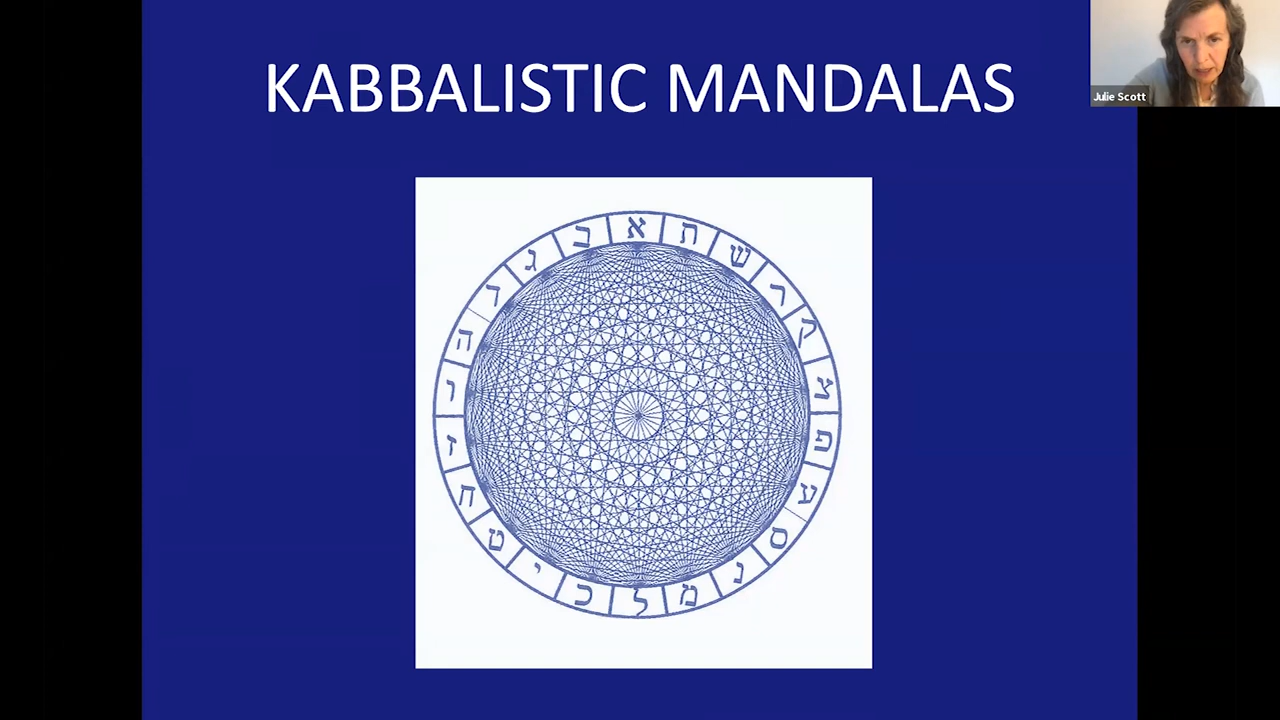 KABBALISTIC MANDALAS
Julie Scott
א ב ג ד ה ו ז ח ט י כ ל מ נ ס ע פ צ ק ר ש ת